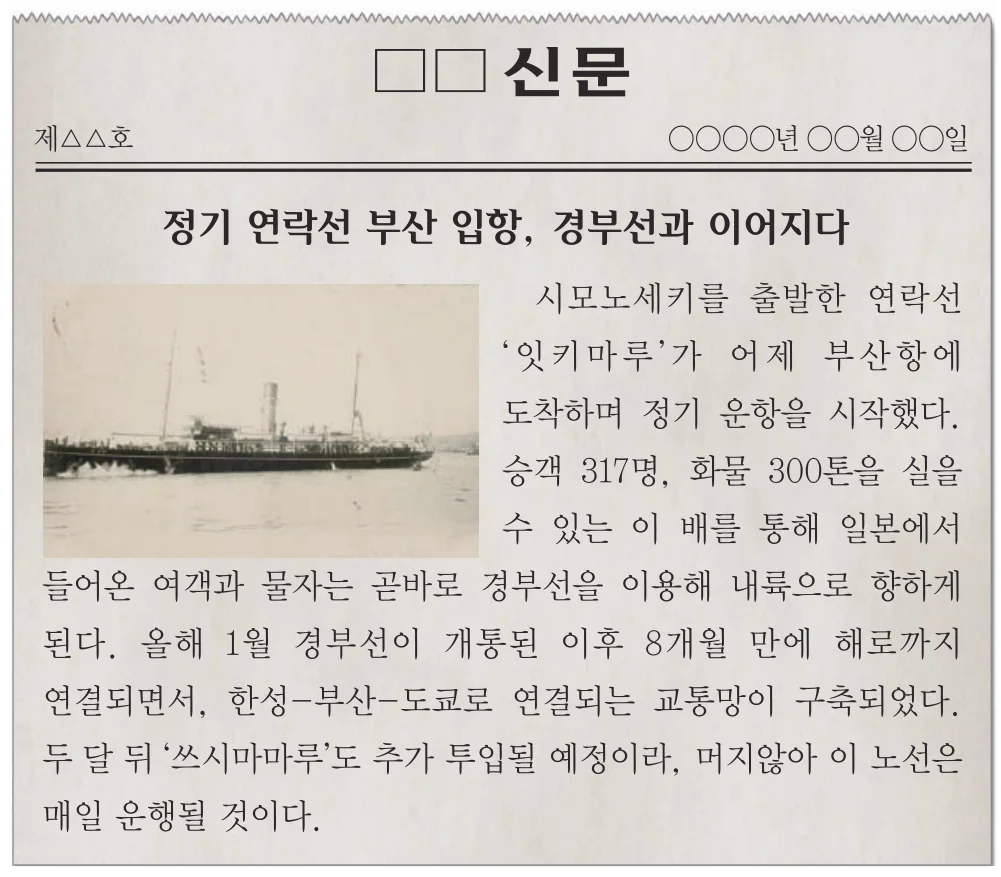 □□ 신문
제△△호
○○○○년 ○○월 ○○일
정기 연락선 부산 입항, 경부선과 이어지다
시모노세키를 출발한 연락선
‘잇키마루’가 어제 부산항에
도착하며 정기 운항을 시작했다.
승객 317명, 화물 300톤을 실을
수 있는 이 배를 통해 일본에서
들어온 여객과 물자는 곧바로 경부선을 이용해 내륙으로 향하게
된다. 올해 1월 경부선이 개통된 이후 8개월 만에 해로까지
연결되면서, 한성-부산-도쿄로 연결되는 교통망이 구축되었다.
두 달 뒤 ‘쓰시마마루’도 추가 투입될 예정이라, 머지않아 이 노선은
매일 운행될 것이다.